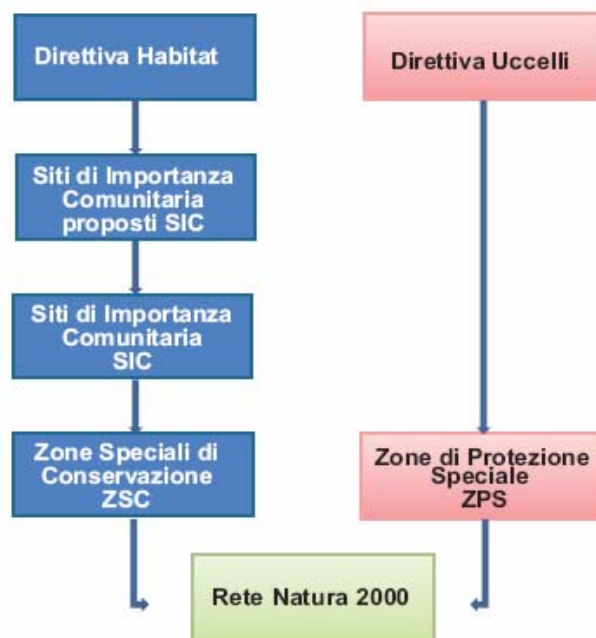 Direttiva Habitat
Direttiva Uccelli
Siti di Importanza
Comunitaria
proposti SIC
Siti di Importanza
Comunitaria
SIC
Zone Speciali di
Conservazione
ZSC
Zone di Protezione
Speciale
ZPS
Rete Natura 2000